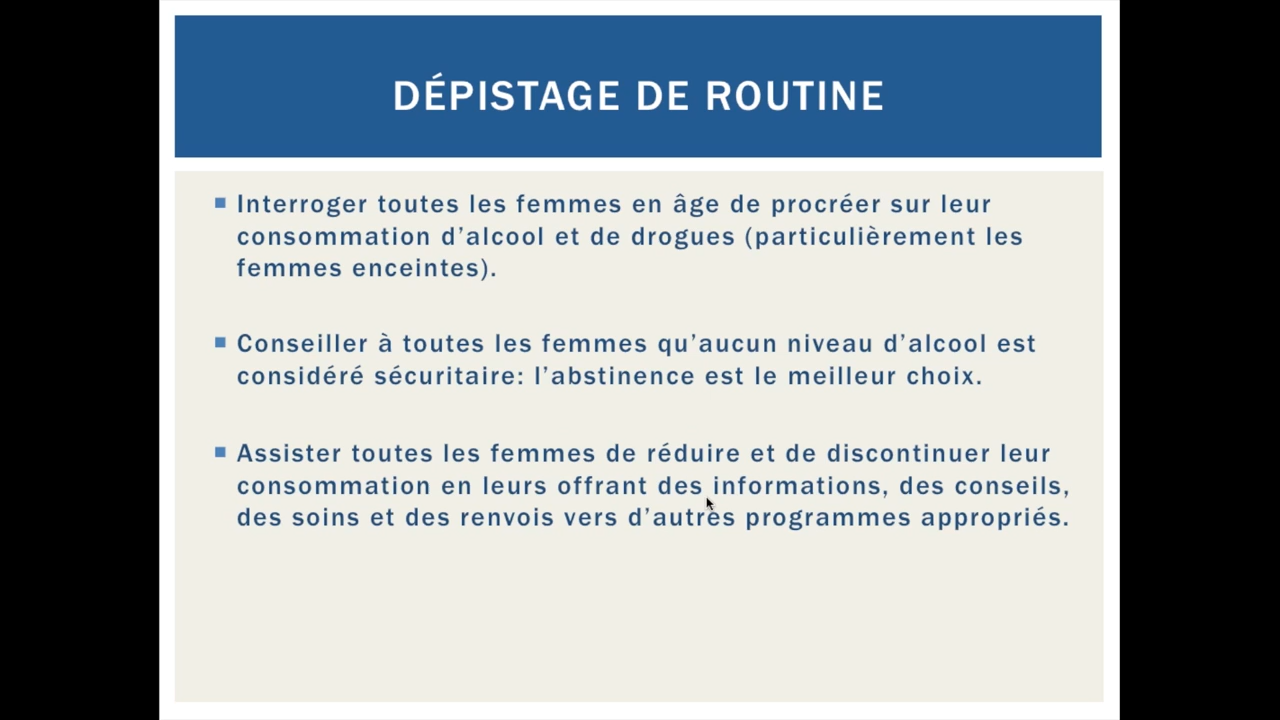 DÉPISTAGE DE ROUTINE
Interroger toutes les femmes en âge de procréer sur leur
consommation d’alcool et de drogues (particulièrement les
femmes enceintes).
Conseiller à toutes les femmes qu’aucun niveau d’alcool est
considéré sécuritaire: l’abstinence est le meilleur choix.
Assister toutes les femmes de réduire et de discontinuer leur
consommation en leurs offrant des informations, des conseils,
des soins et des renvois vers d’autres programmes appropriés.